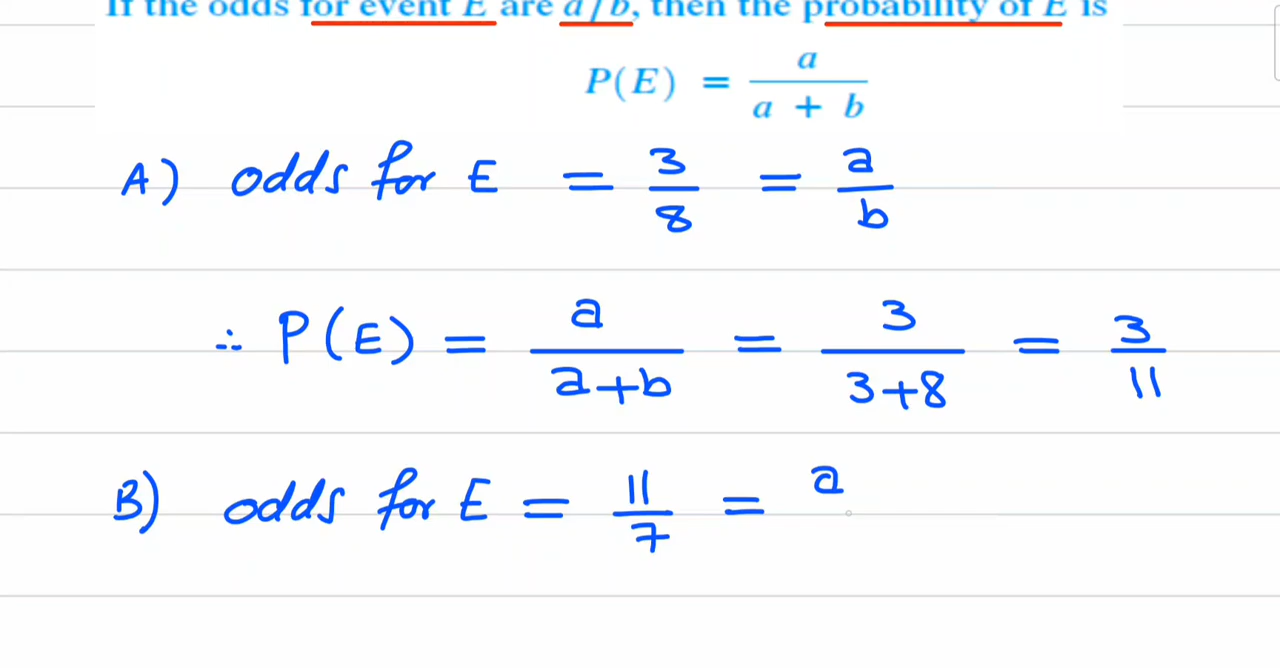 If the odds for event E are a/b, then the probability of E is
P(E) = a / (a + b)
A) odds for E = 3/8 = a/b
∴ P(E) = a/(a+b) = 3/(3+8) = 3/11
B) odds for E = 11/7 = a